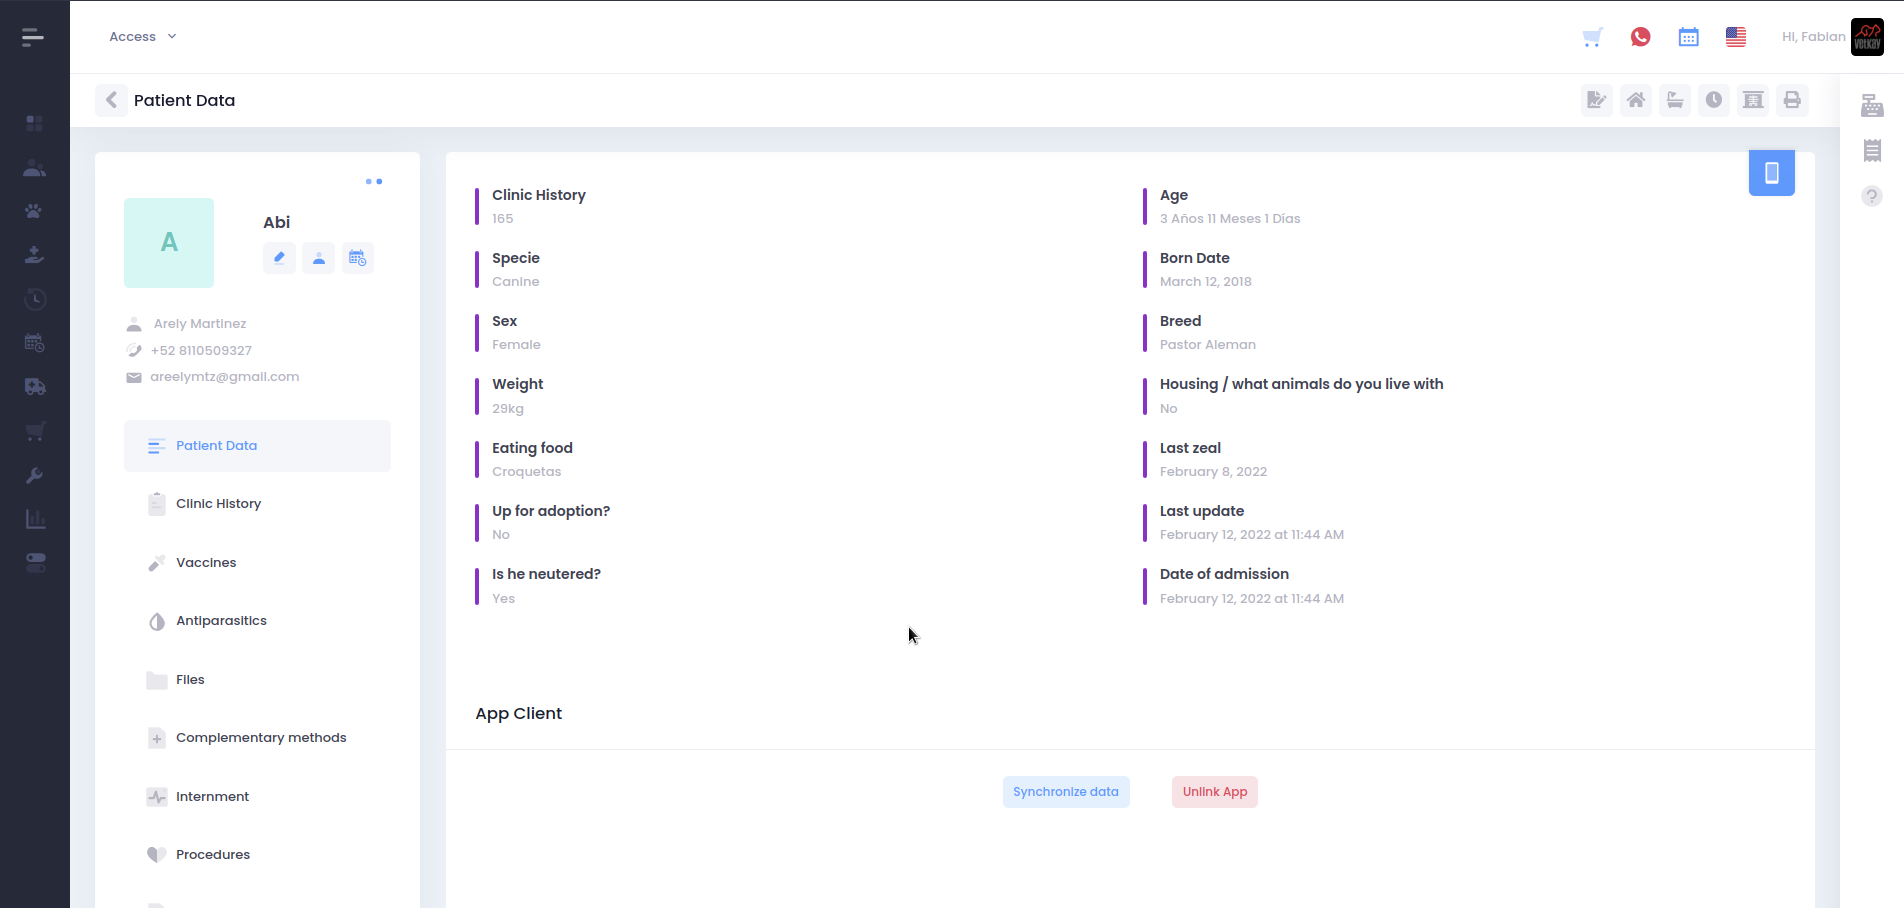 Access
Hi, Fabian
vetkay
Patient Data
A
Abi
Arely Martinez
+52 8110509327
areelymtz@gmail.com
Patient Data
Clinic History
Vaccines
Antiparasitics
Files
Complementary methods
Internment
Procedures
Clinic History
165
Specie
Canine
Sex
Female
Weight
29kg
Eating food
Croquetas
Up for adoption?
No
Is he neutered?
Yes
Age
3 Años 11 Meses 1 Días
Born Date
March 12, 2018
Breed
Pastor Aleman
Housing / what animals do you live with
No
Last zeal
February 8, 2022
Last update
February 12, 2022 at 11:44 AM
Date of admission
February 12, 2022 at 11:44 AM
App Client
Synchronize data
Unlink App